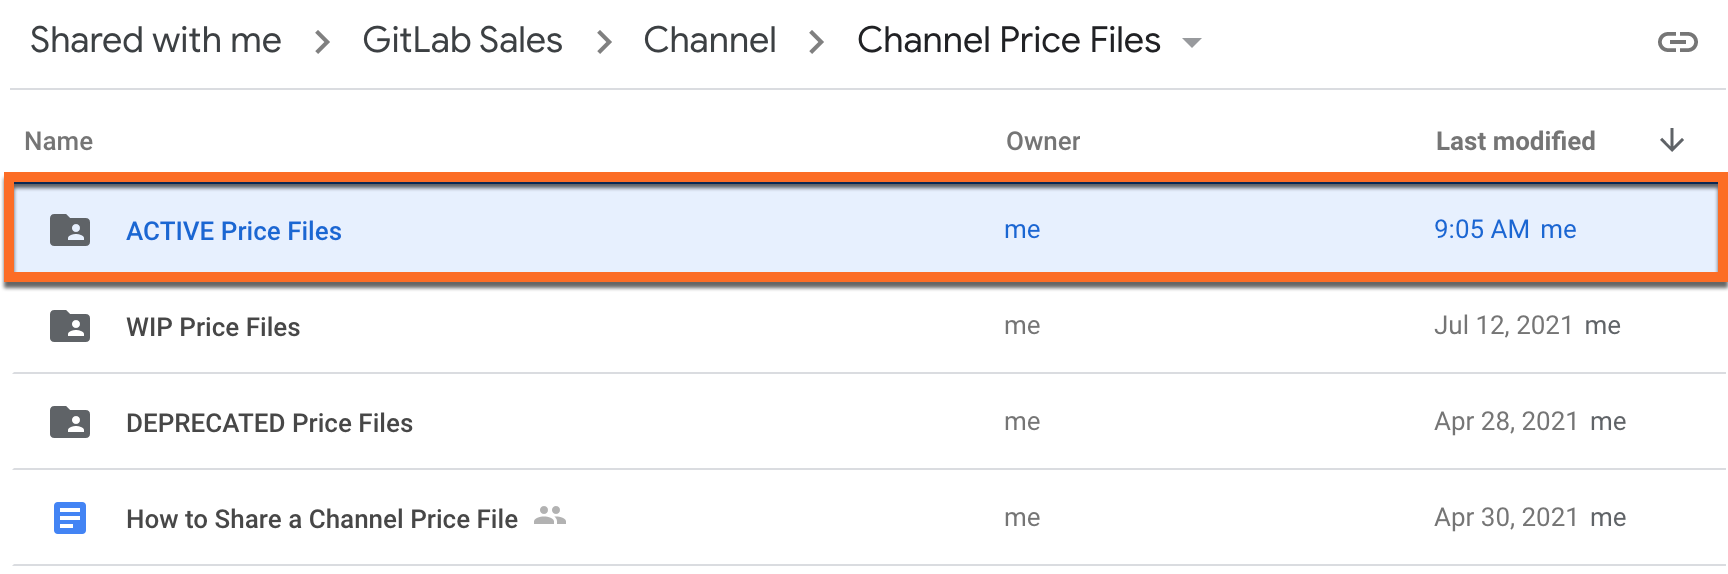 Shared with me > GitLab Sales > Channel > Channel Price Files
Name Owner Last modified
ACTIVE Price Files me 9:05 AM me
WIP Price Files me Jul 12, 2021 me
DEPRECATED Price Files me Apr 28, 2021 me
How to Share a Channel Price File me Apr 30, 2021 me